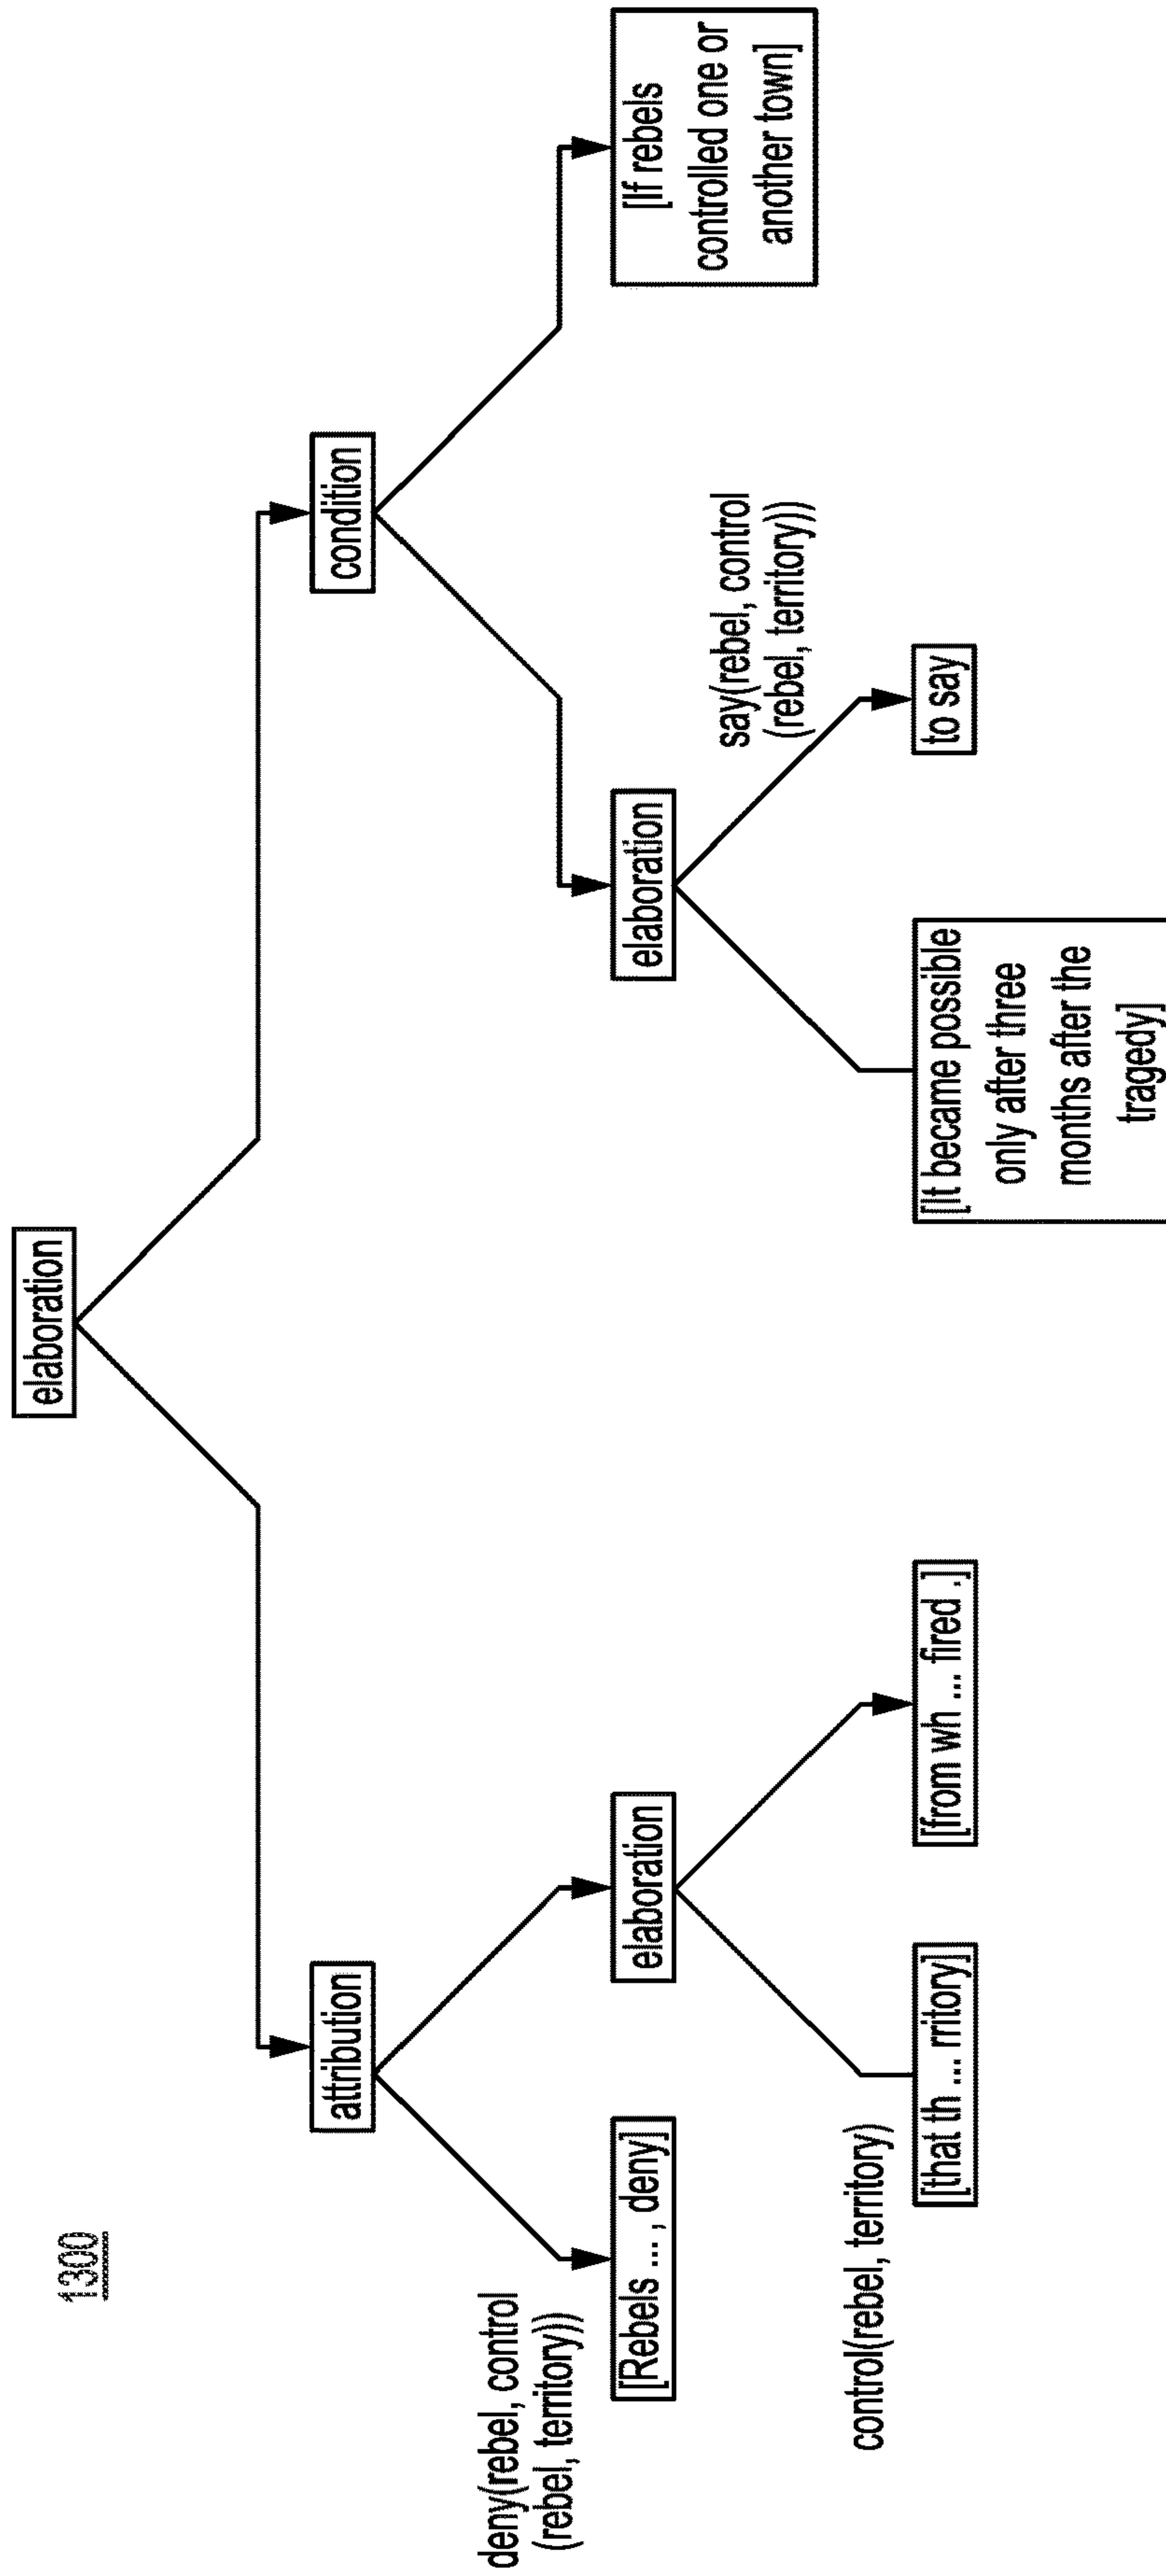 1300
elaboration
attribution
condition
deny(rebel, control
(rebel, territory))
[Rebels ... , deny]
elaboration
elaboration
[If rebels
controlled one or
another town]
control(rebel, territory)
say(rebel, control
(rebel, territory))
[that th ... rritory]
[from wh ... fired .]
[It became possible
only after three
months after the
tragedy]
to say